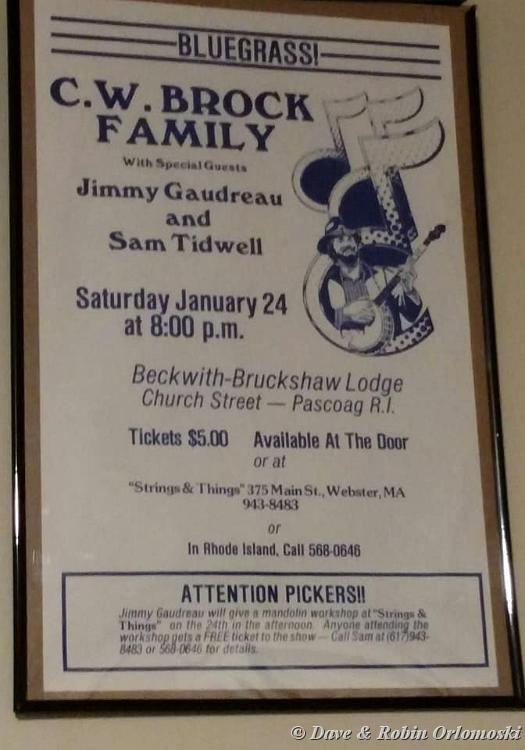 BLUEGRASS!
C.W. BROCK
FAMILY
With Special Guests
Jimmy Gaudreau
and
Sam Tidwell
Saturday January 24
at 8:00 p.m.
Beckwith-Bruckshaw Lodge
Church Street — Pascoag R.I.
Tickets $5.00 Available At The Door
or at
"Strings & Things" 375 Main St., Webster, MA
943-8483
or
In Rhode Island, Call 568-0646
ATTENTION PICKERS!!
Jimmy Gaudreau will give a mandolin workshop at "Strings &
Things" on the 24th in the afternoon. Anyone attending the
workshop gets a FREE ticket to the show — Call Sam at (617)943-
8483 or 568-0646 for details.
© Dave & Robin Orlomoski